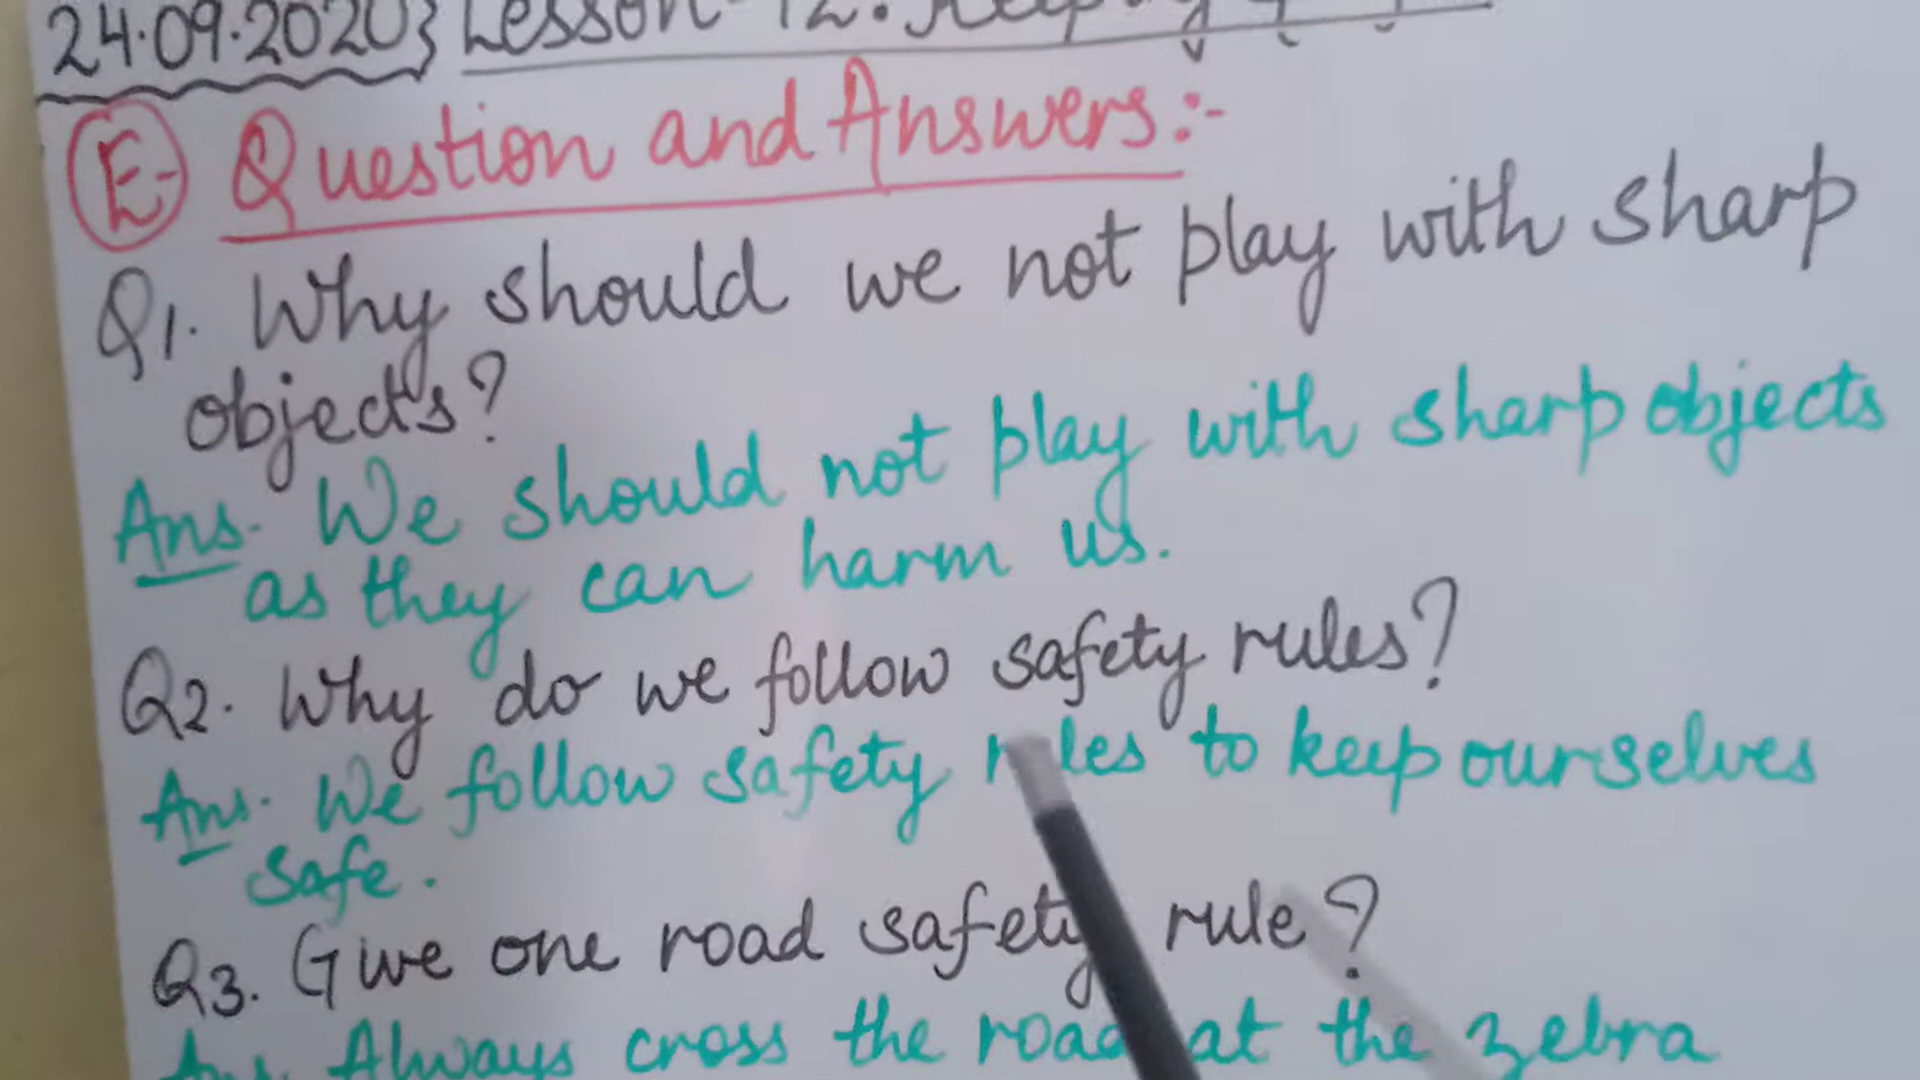 24.09.2020} Lesson-12: Keeping
E- Question and Answers:-
Q1. Why should we not play with sharp
objects?
Ans. We should not play with sharp objects
as they can harm us.
Q2. Why do we follow safety rules?
Ans. We follow safety rules to keep ourselves
safe.
Q3. Give one road safety rule?
Ans. Always cross the road at the zebra